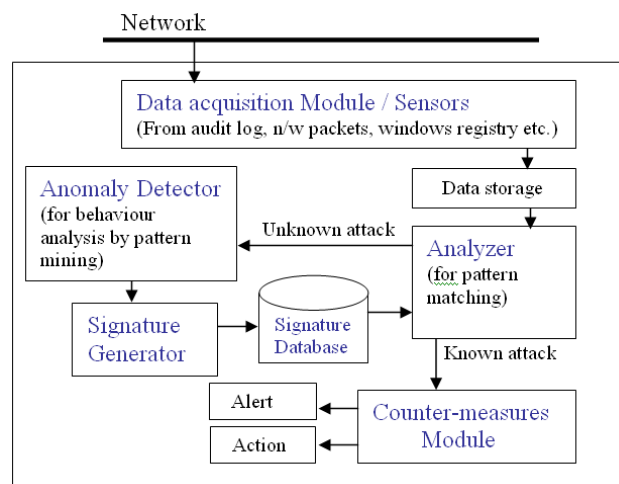 Network
Data acquisition Module / Sensors
(From audit log, n/w packets, windows registry etc.)
Data storage
Anomaly Detector
(for behaviour
analysis by pattern
mining)
Unknown attack
Analyzer
(for pattern
matching)
Signature
Generator
Signature
Database
Known attack
Counter-measures
Module
Alert
Action